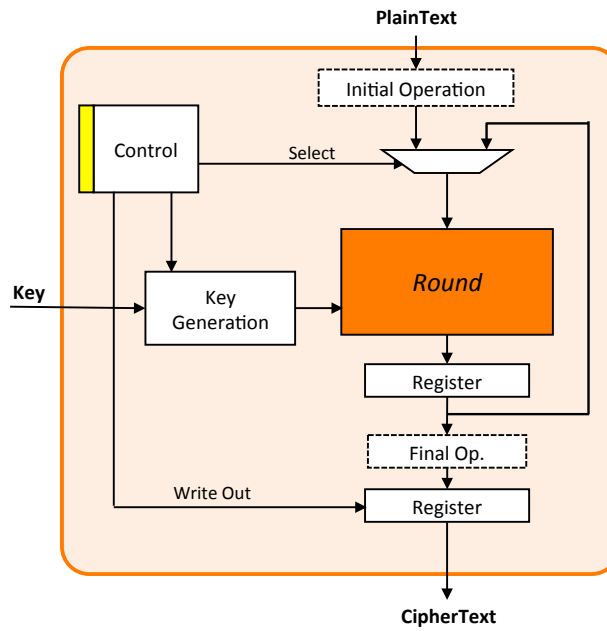 PlainText
Initial Operation
Control
Select
Round
Key
Key
Generation
Register
Final Op.
Write Out
Register
CipherText